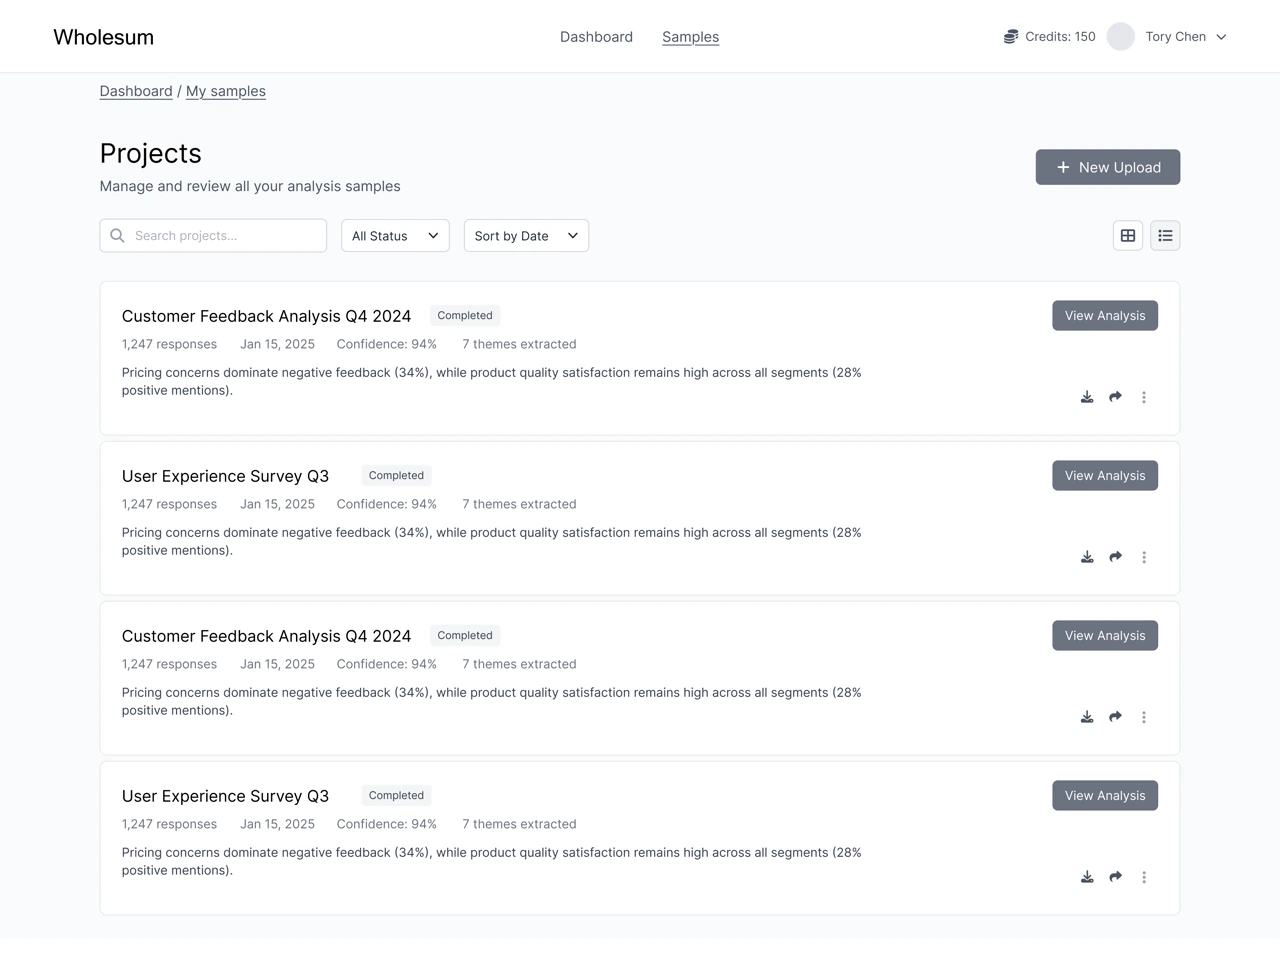 Wholesum
Dashboard
Samples
Credits: 150
Tory Chen
Dashboard / My samples
Projects
Manage and review all your analysis samples
New Upload
Search projects...
All Status
Sort by Date
Customer Feedback Analysis Q4 2024
Completed
View Analysis
1,247 responses
Jan 15, 2025
Confidence: 94%
7 themes extracted
Pricing concerns dominate negative feedback (34%), while product quality satisfaction remains high across all segments (28%
positive mentions).
User Experience Survey Q3
Completed
View Analysis
1,247 responses
Jan 15, 2025
Confidence: 94%
7 themes extracted
Pricing concerns dominate negative feedback (34%), while product quality satisfaction remains high across all segments (28%
positive mentions).
Customer Feedback Analysis Q4 2024
Completed
View Analysis
1,247 responses
Jan 15, 2025
Confidence: 94%
7 themes extracted
Pricing concerns dominate negative feedback (34%), while product quality satisfaction remains high across all segments (28%
positive mentions).
User Experience Survey Q3
Completed
View Analysis
1,247 responses
Jan 15, 2025
Confidence: 94%
7 themes extracted
Pricing concerns dominate negative feedback (34%), while product quality satisfaction remains high across all segments (28%
positive mentions).